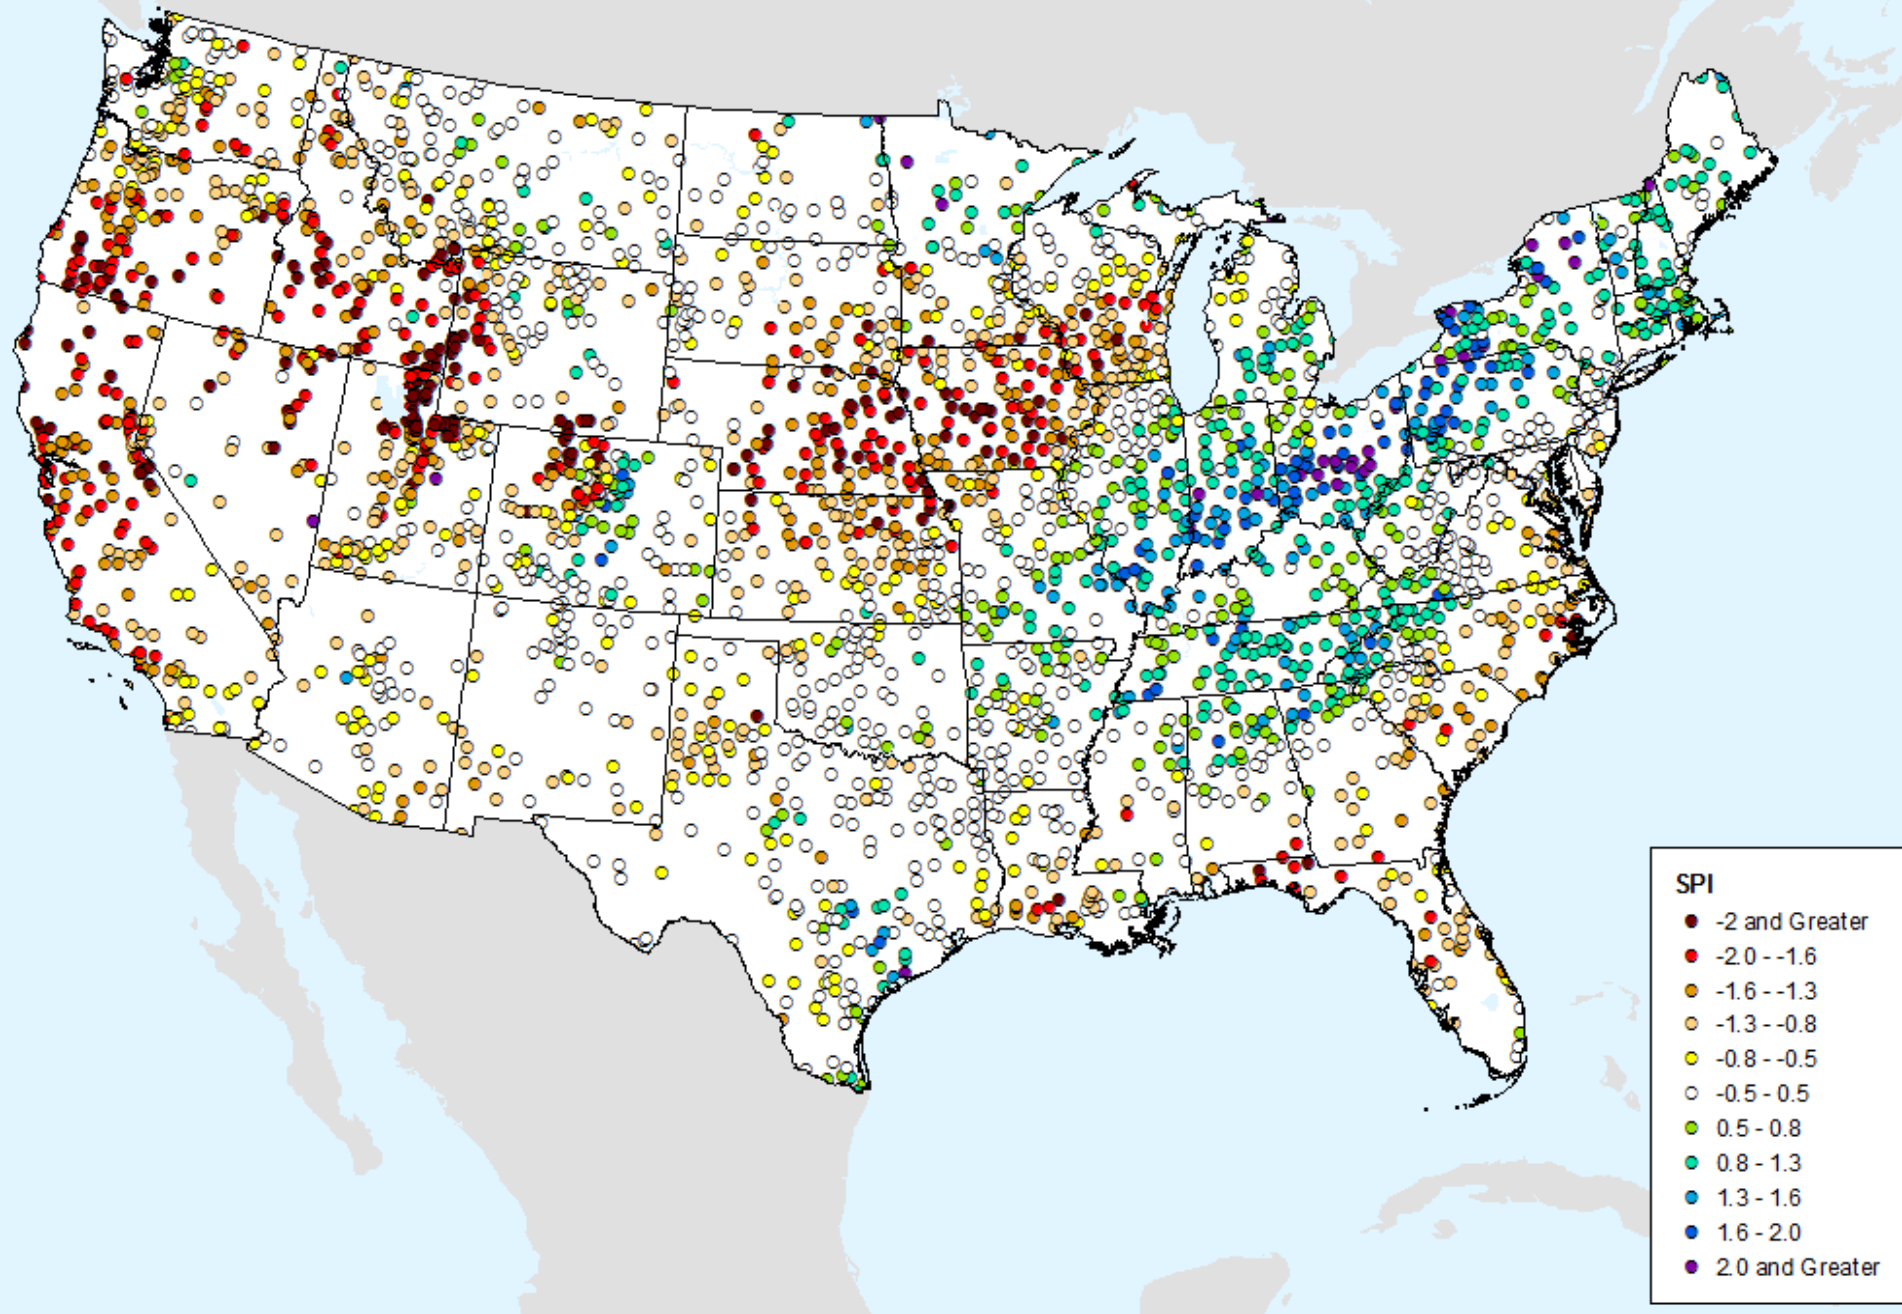 SPI
-2 and Greater
-2.0 - -1.6
-1.6 - -1.3
-1.3 - -0.8
-0.8 - -0.5
-0.5 - 0.5
0.5 - 0.8
0.8 - 1.3
1.3 - 1.6
1.6 - 2.0
2.0 and Greater